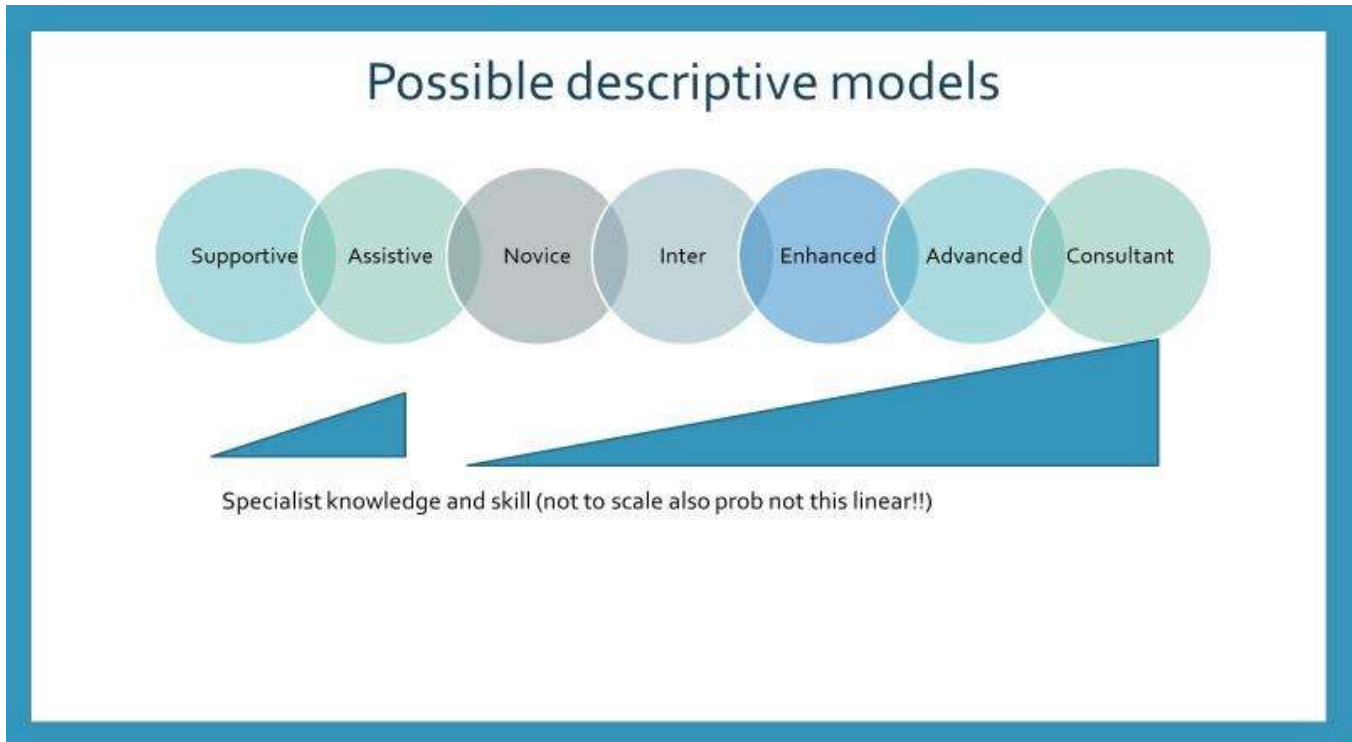 Possible descriptive models
Supportive
Assistive
Novice
Inter
Enhanced
Advanced
Consultant
Specialist knowledge and skill (not to scale also prob not this linear!!)